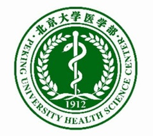 ·北京大学医学部·
PEKING UNIVERSITY HEALTH SCIENCE CENTER
1912